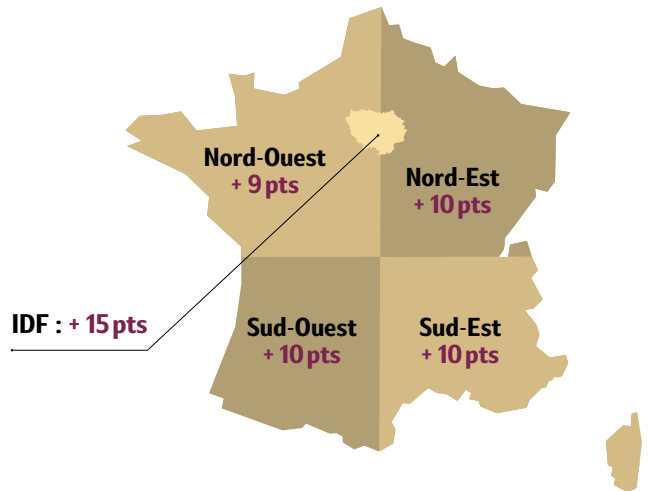 Nord-Ouest
+ 9 pts
Nord-Est
+ 10 pts
IDF : + 15 pts
Sud-Ouest
+ 10 pts
Sud-Est
+ 10 pts